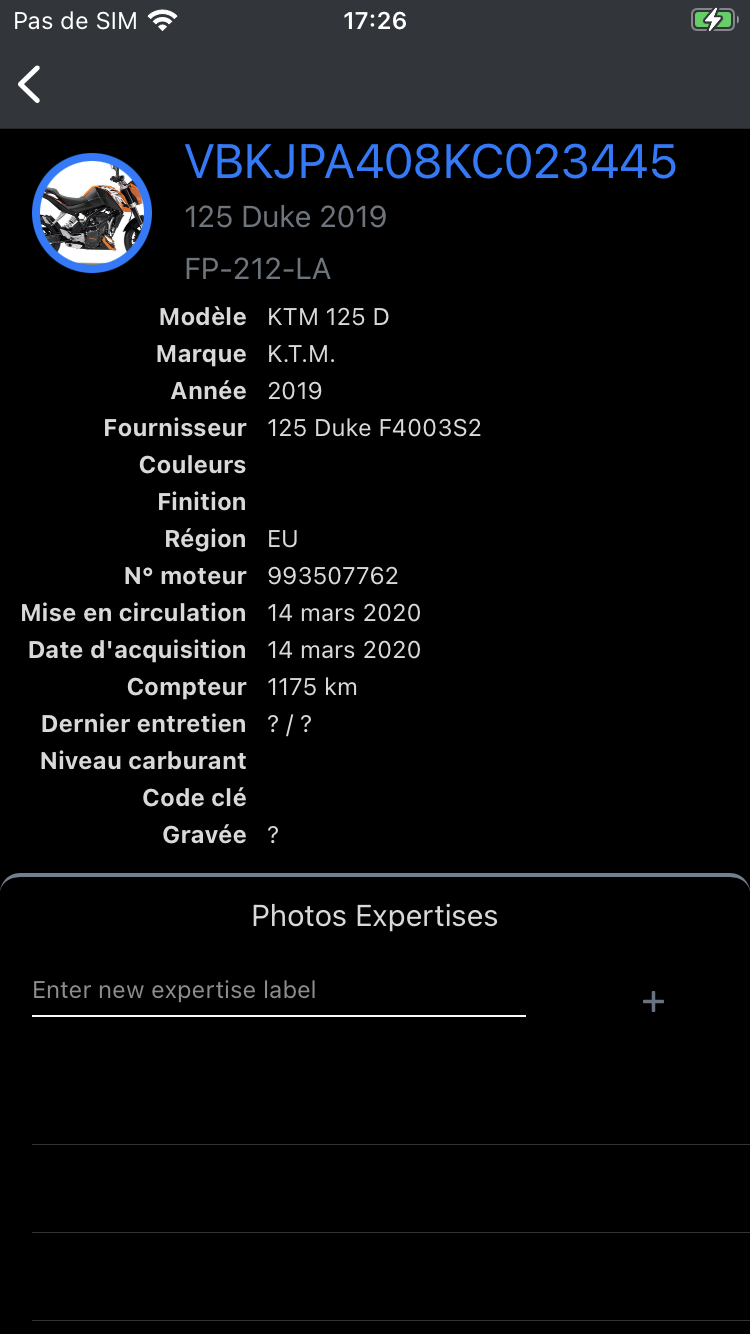 Pas de SIM 17:26
VBKJPA408KC023445
125 Duke 2019
FP-212-LA
Modèle KTM 125 D
Marque K.T.M.
Année 2019
Fournisseur 125 Duke F4003S2
Couleurs
Finition
Région EU
N° moteur 993507762
Mise en circulation 14 mars 2020
Date d'acquisition 14 mars 2020
Compteur 1175 km
Dernier entretien ? / ?
Niveau carburant
Code clé
Gravée ?
Photos Expertises
Enter new expertise label +